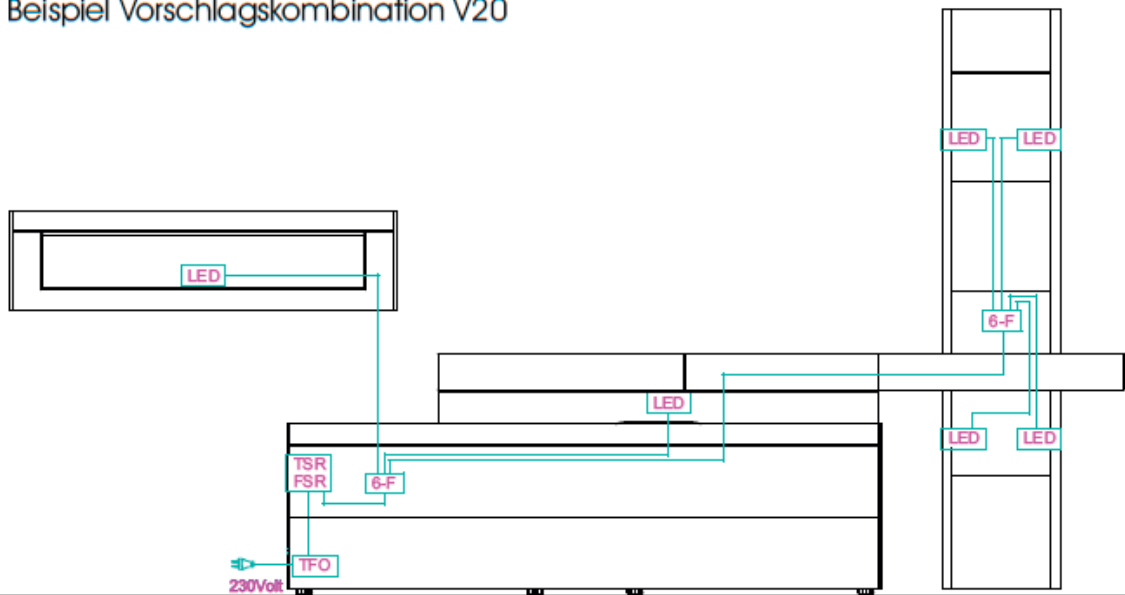 Beispiel Vorschlagskombination V20
LED LED
LED
6-F
LED
LED LED
TSR
FSR
6-F
TFO
230Volt